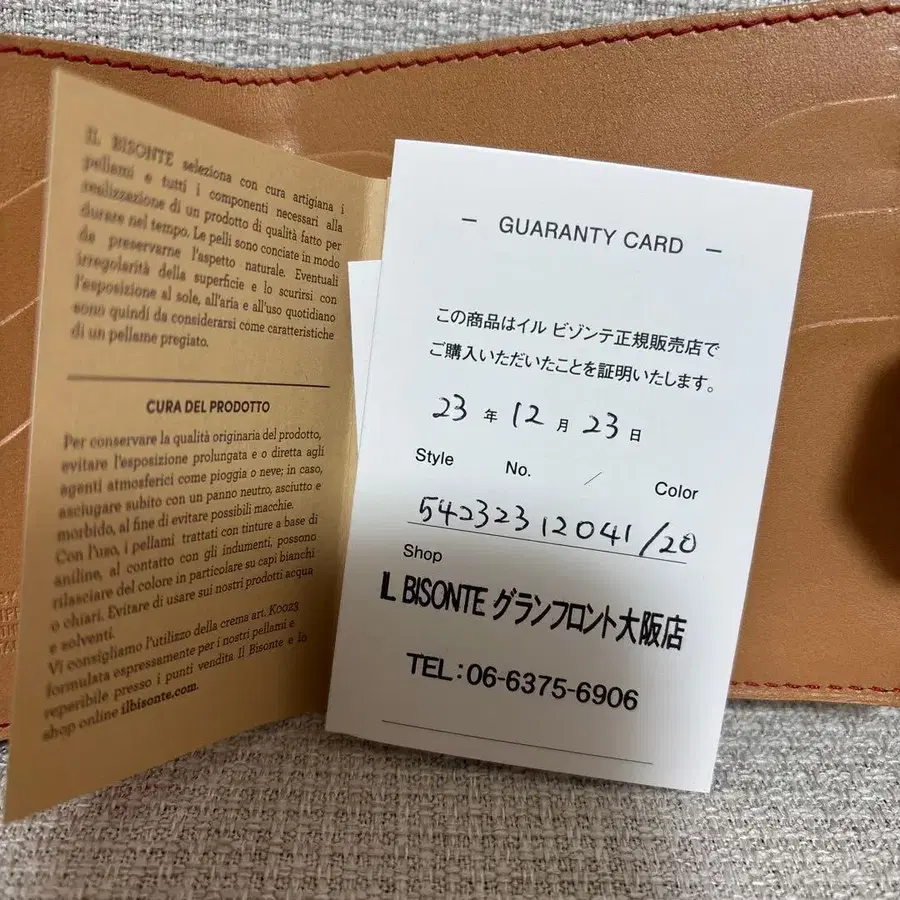 IL BISONTE seleziona con cura artigiana i
pellami e tutti i componenti necessari alla
realizzazione di un prodotto di qualità fatto per
durare nel tempo. Le pelli sono conciate in modo
da preservarne l'aspetto naturale. Eventuali
irregolarità della superficie e lo scurirsi con
l'esposizione al sole, all'aria e all'uso quotidiano
sono quindi da considerarsi come caratteristiche
di un pellame pregiato.
CURA DEL PRODOTTO
Per conservare la qualità originaria del prodotto,
evitare l'esposizione prolungata e o diretta agli
agenti atmosferici come pioggia o neve; in caso,
asciugare subito con un panno neutro, asciutto e
morbido, al fine di evitare possibili macchie.
Con l'uso, i pellami trattati con tinture a base di
aniline, al contatto con gli indumenti, possono
rilasciare del colore in particolare su capi bianchi
o chiari. Evitare di usare sui nostri prodotti acqua
e solventi.
Vi consigliamo l'utilizzo della crema art. K0023
formulata espressamente per i nostri pellami e
reperibile presso i punti vendita Il Bisonte e lo
shop online ilbisonte.com.
— GUARANTY CARD —
この商品はイル ビゾンテ正規販売店で
ご購入いただいたことを証明いたします。
23 年 12 月 23 日
Style No. / Color
54232312041/20
Shop
IL BISONTE グランフロント大阪店
TEL:06-6375-6906